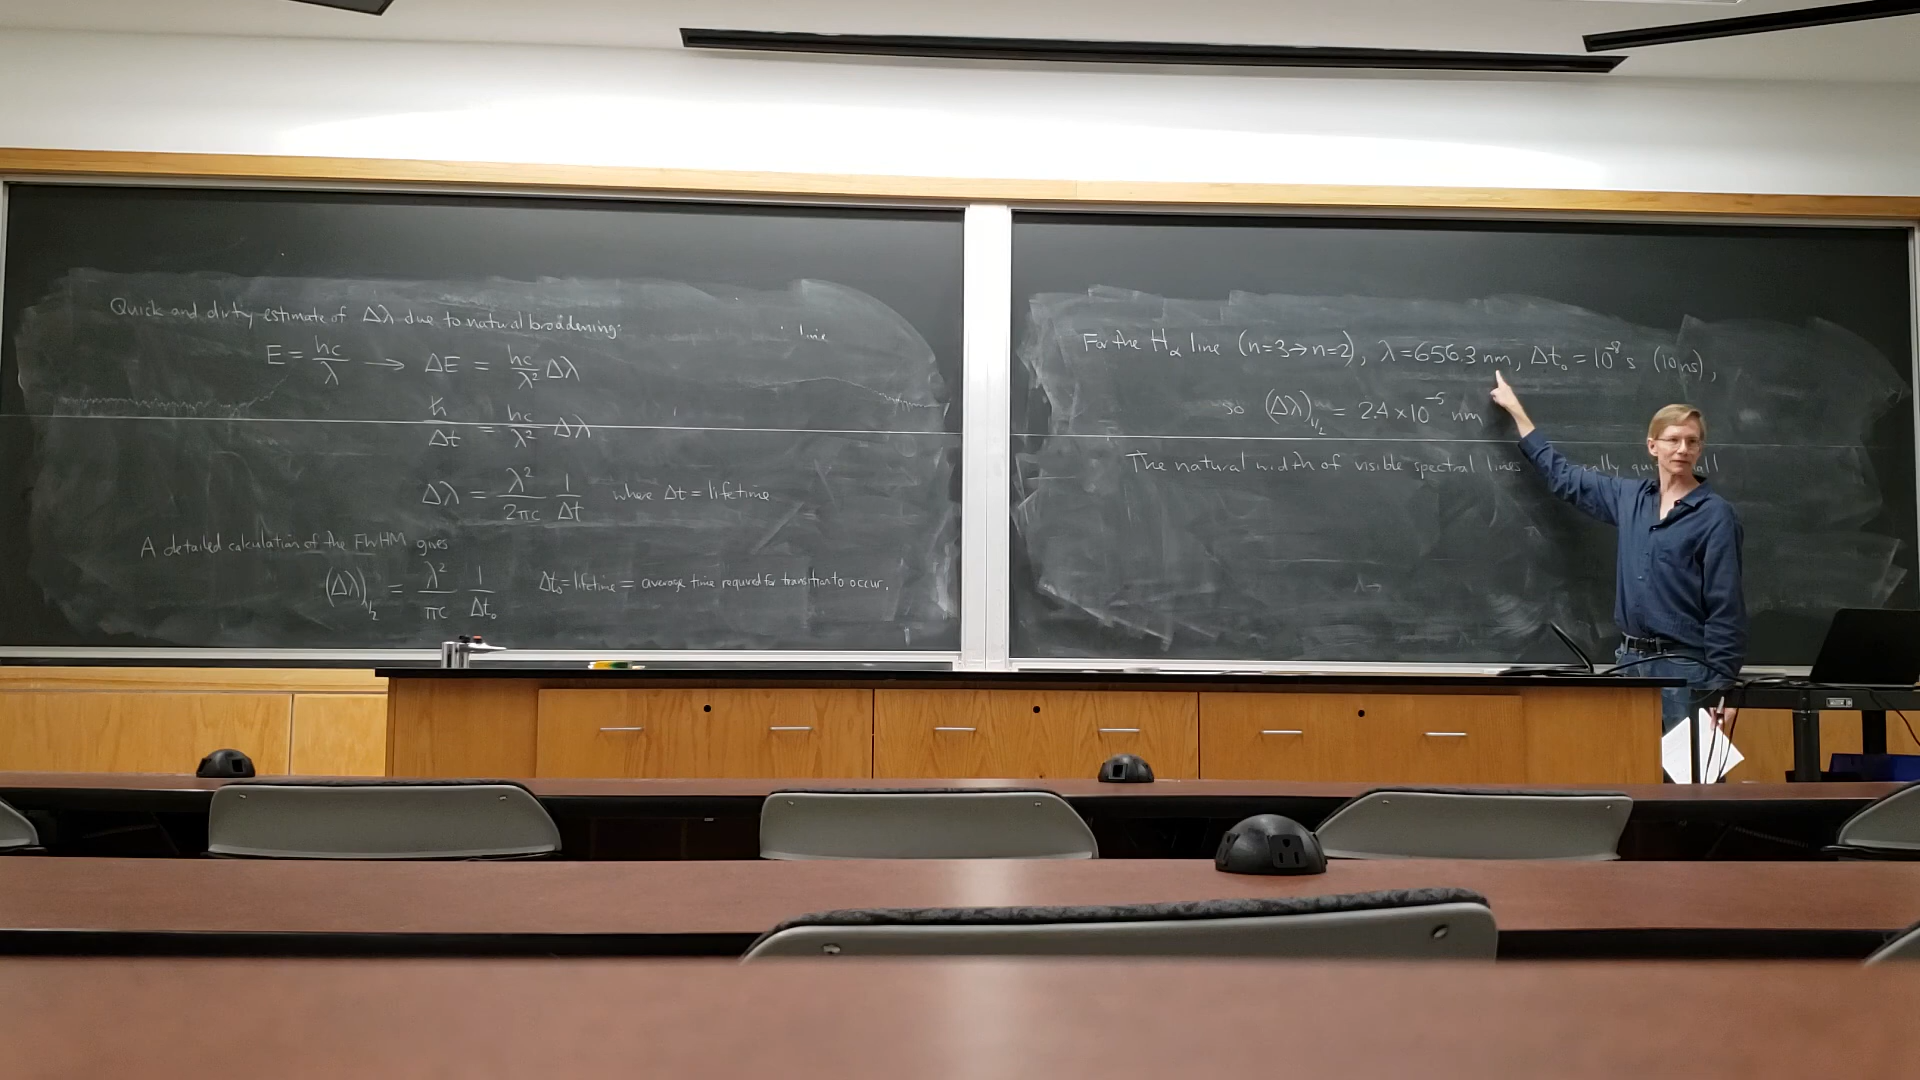 Quick and dirty estimate of Δλ due to natural broadening:
E = hc/λ → ΔE = hc/λ² Δλ
ħ/Δt = hc/λ² Δλ
Δλ = λ²/2πc 1/Δt where Δt = lifetime
A detailed calculation of the FWHM gives
(Δλ)₁/₂ = λ²/πc 1/Δt₀ Δt₀ = lifetime = average time required for transition to occur.
line
For the Hα line (n=3→n=2), λ = 656.3 nm, Δt₀ = 10⁻⁸ s (10 ns),
so (Δλ)₁/₂ = 2.4 × 10⁻⁵ nm
The natural width of visible spectral lines